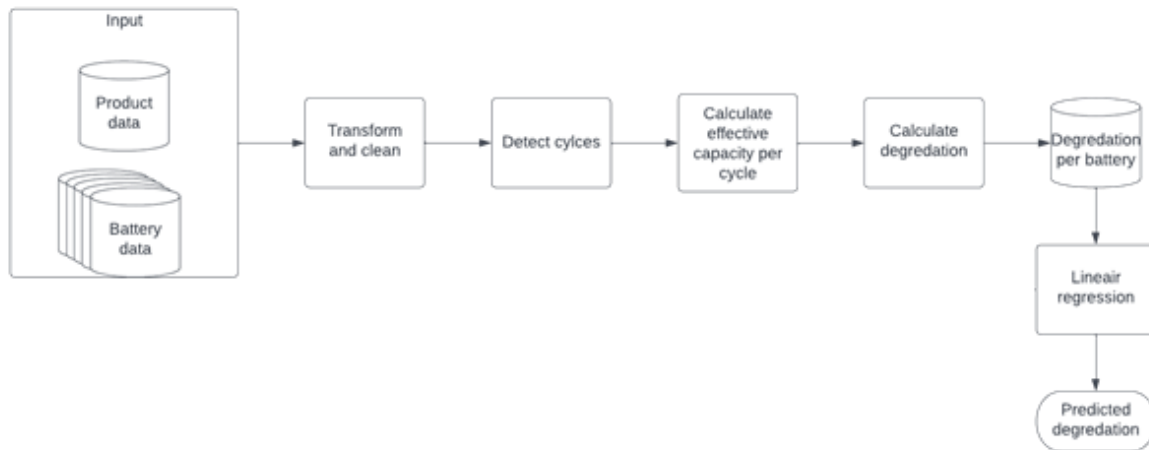 Input
Product
data
Battery
data
Transform
and clean
Detect cylces
Calculate
effective
capacity per
cycle
Calculate
degredation
Degredation
per battery
Lineair
regression
Predicted
degredation